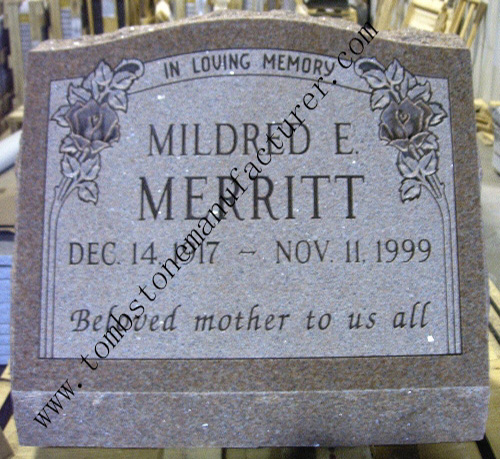 IN LOVING MEMORY
MILDRED E.
MERRITT
DEC. 14, 1917 – NOV. 11, 1999
Beloved mother to us all
www.tombstonemanufacturer.com